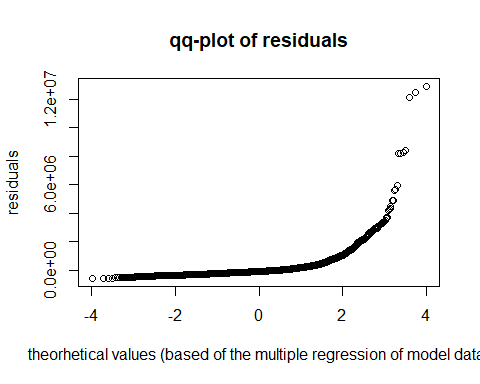 qq-plot of residuals
residuals
0.0e+00 6.0e+06 1.2e+07
-4 -2 0 2 4
theorhetical values (based of the multiple regression of model data